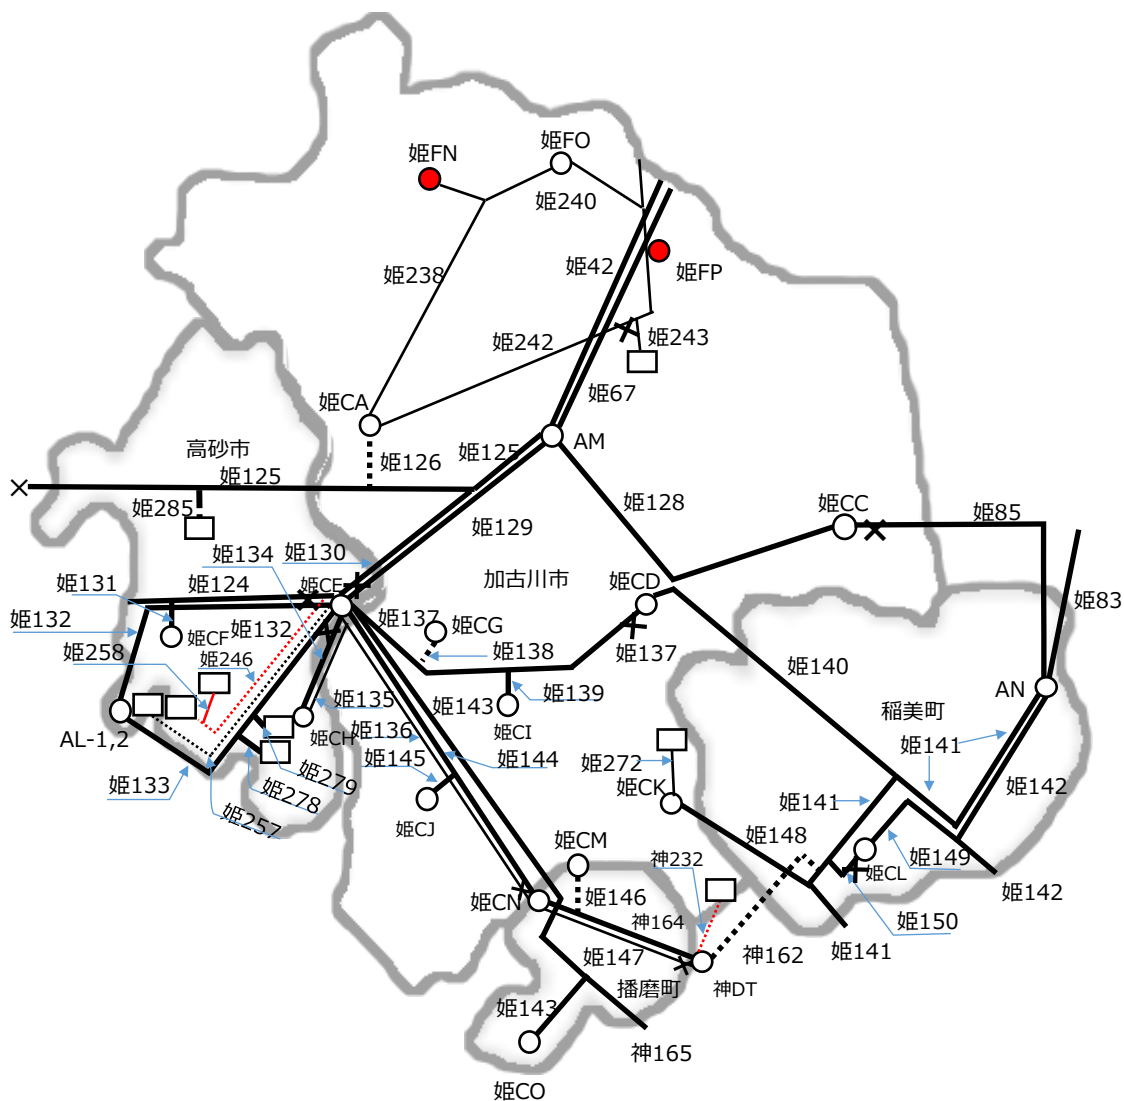 姫FO
姫FN
姫240
姫42
姫FP
姫238
姫242
姫243
姫67
姫CA
高砂市
姫125
AM
姫126
姫125
姫285
姫129
姫128
姫CC
姫85
姫134
姫130
加古川市
姫131
姫124
姫CE
姫CD
姫83
姫132
姫CF
姫132
姫137
姫CG
姫258
姫246
姫138
姫137
姫140
姫135
姫143
姫139
AN
AL-1,2
姫CH
姫136
姫CI
稲美町
姫141
姫145
姫144
姫272
姫133
姫279
姫278
姫257
姫CK
姫141
姫142
姫CJ
姫CM
姫148
神232
姫149
姫CL
姫CN
姫146
神164
姫142
姫150
姫147
神162
姫141
播磨町
神DT
姫143
神165
姫CO